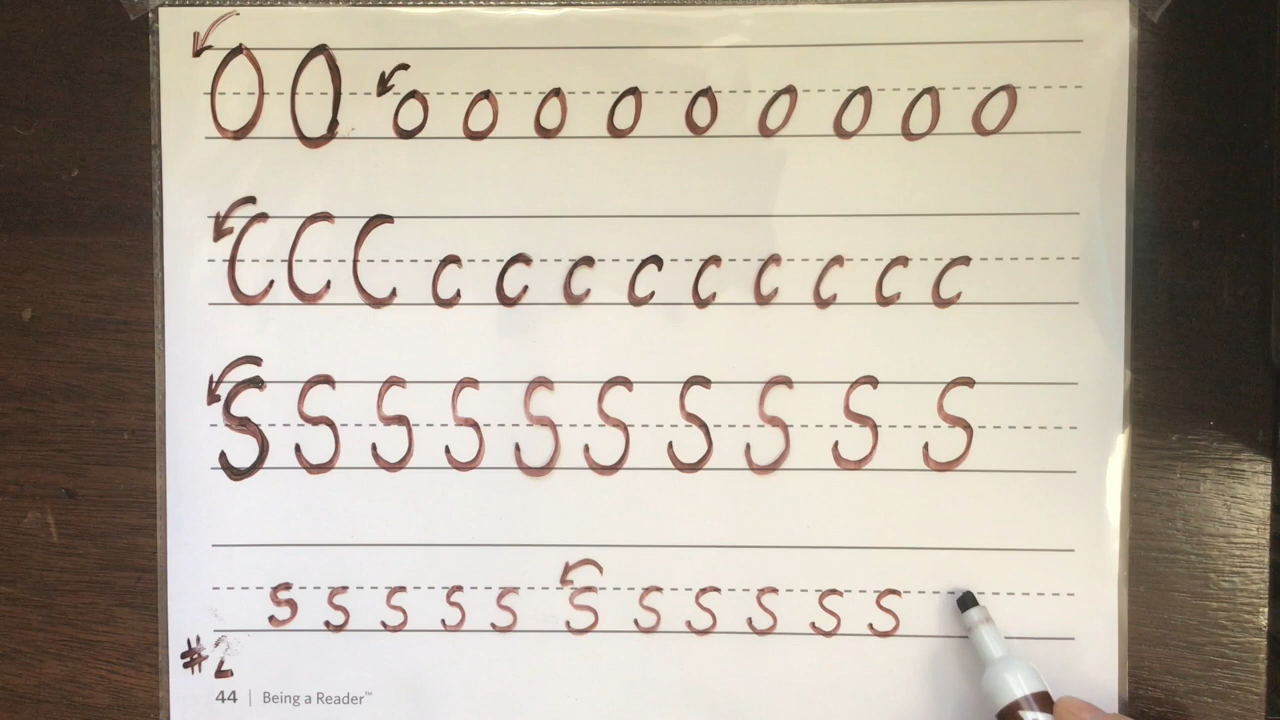 O O o o o o o o o o o
C C C c c c c c c c c c
S S S S S S S S S S
s s s s s s s s s s s
#2
44 | Being a Reader™